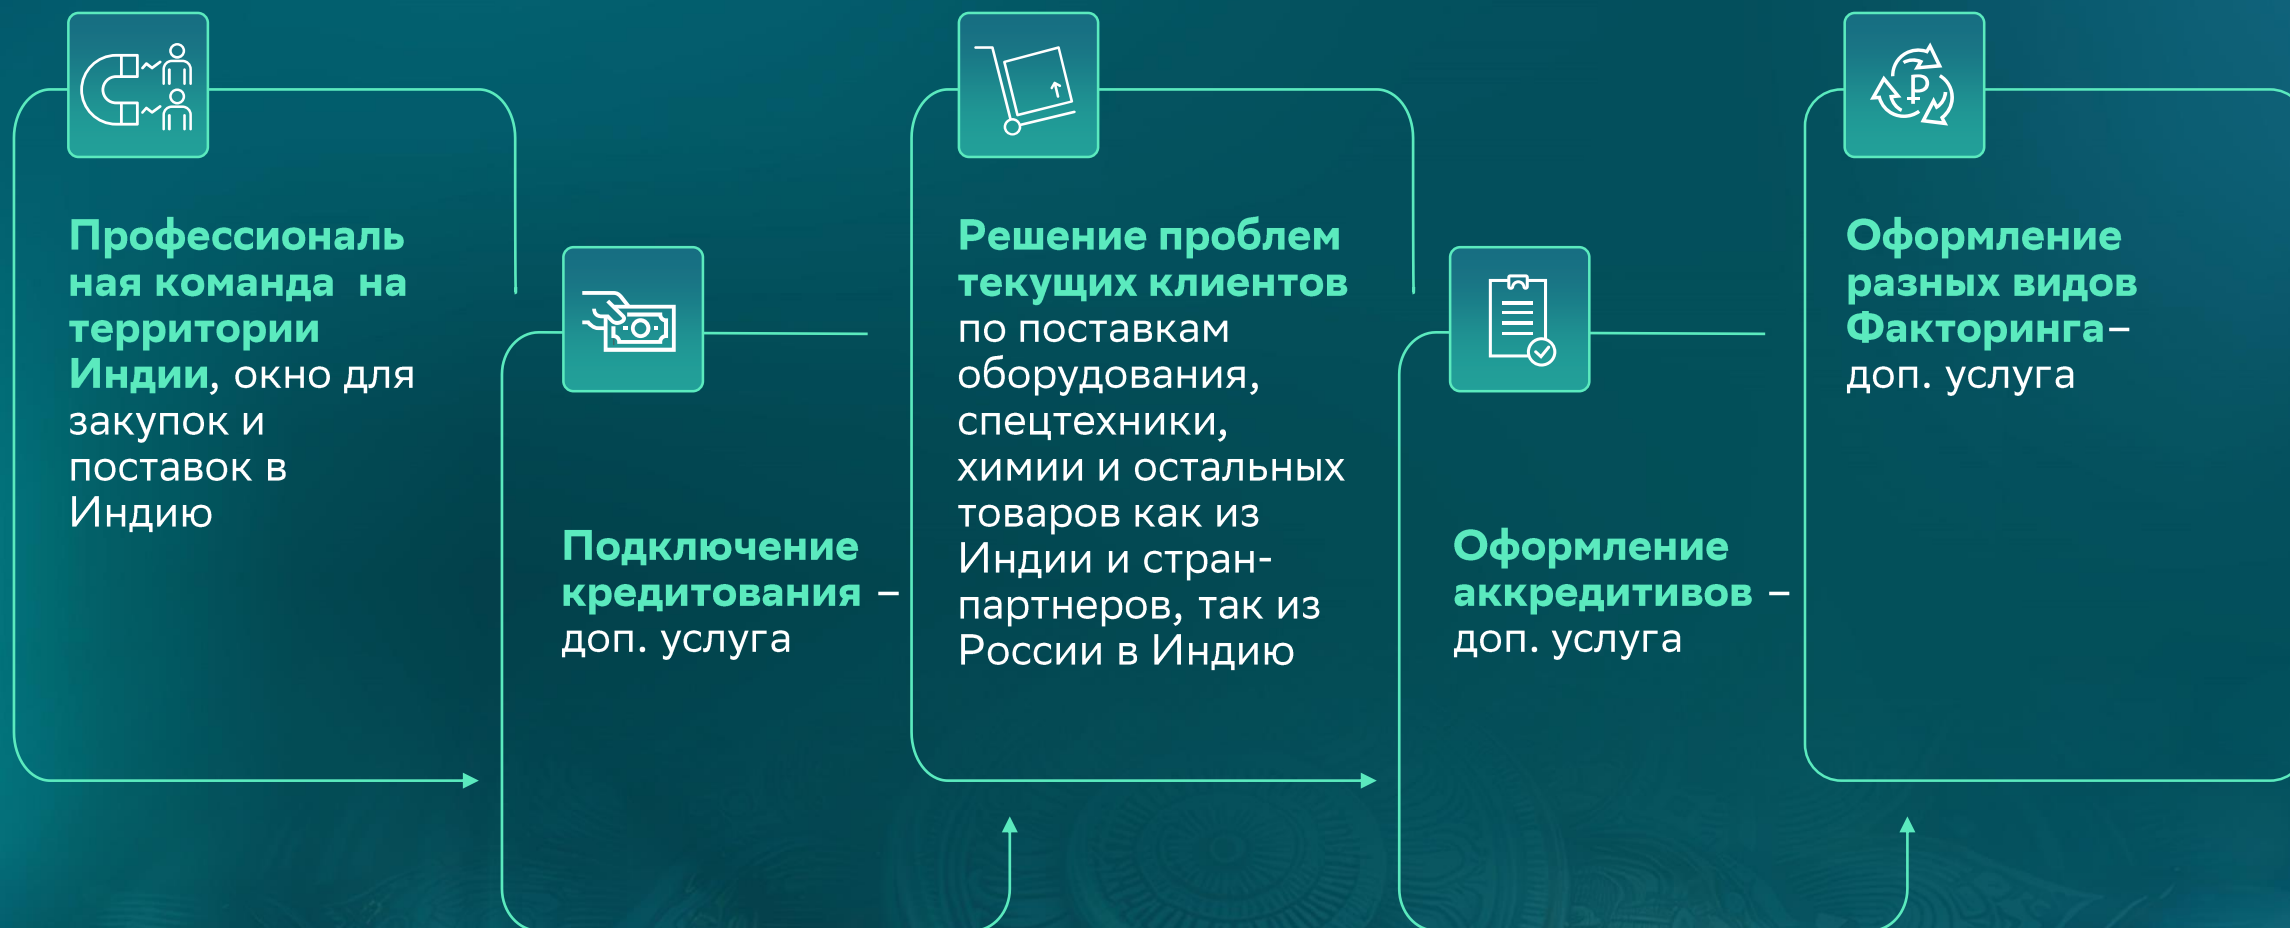 Профессиональ
ная команда на
территории
Индии, окно для
закупок и
поставок в
Индию
Подключение
кредитования –
доп. услуга
Решение проблем
текущих клиентов
по поставкам
оборудования,
спецтехники,
химии и остальных
товаров как из
Индии и стран-
партнеров, так из
России в Индию
Оформление
аккредитивов –
доп. услуга
Оформление
разных видов
Факторинга–
доп. услуга